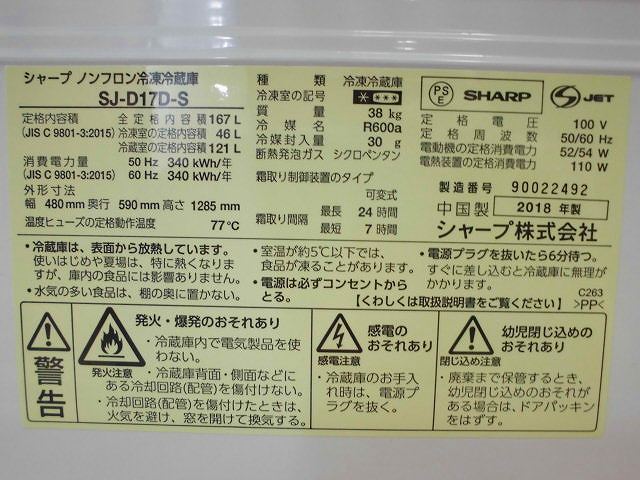 シャープ ノンフロン冷凍冷蔵庫
SJ-D17D-S
定格内容積 全定格内容積 167 L
(JIS C 9801-3:2015) 冷凍室の定格内容積 46 L
冷蔵室の定格内容積 121 L
消費電力量 50 Hz 340 kWh/年
(JIS C 9801-3:2015) 60 Hz 340 kWh/年
外形寸法
幅 480mm 奥行 590mm 高さ 1285 mm
温度ヒューズの定格動作温度 77℃
種類 冷凍冷蔵庫
冷凍室の記号 * ***
質量 38 kg
冷媒名 R600a
冷媒封入量 30 g
断熱発泡ガス シクロペンタン
霜取り制御装置のタイプ
可変式
霜取り間隔 最長 24 時間
最短 7 時間
PS
E
SHARP
JET
定格電圧 100 V
定格周波数 50/60 Hz
電動機の定格消費電力 52/54 W
電熱装置の定格消費電力 110 W
製造番号 90022492
中国製 2018 年製
シャープ株式会社
・冷蔵庫は、表面から放熱しています。
使いはじめや夏場は、特に熱くなりま
すが、庫内の食品には影響ありません。
・水気の多い食品は、棚の奥に置かない。
・室温が約5℃以下では、
食品が凍ることがあります。
・電源は必ずコンセントから
とる。
・電源プラグを抜いたら6分待つ。
すぐに差し込むと冷蔵庫に無理が
かかります。
【くわしくは取扱説明書をご覧ください】
C263
>PP<
警告
発火・爆発のおそれあり
発火注意
・冷蔵庫内で電気製品を使
わない。
・冷蔵庫背面・側面などに
ある冷却回路(配管)を傷付けない。
・冷却回路(配管)を傷付けたときは、
火気を避け、窓を開けて換気する。
感電の
おそれあり
感電注意
・冷蔵庫のお手入
れ時は、電源プ
ラグを抜く。
幼児閉じ込めの
おそれあり
閉じ込め注意
・廃棄まで保管するとき、
幼児閉じ込めのおそれが
ある場合は、ドアパッキン
をはずす。